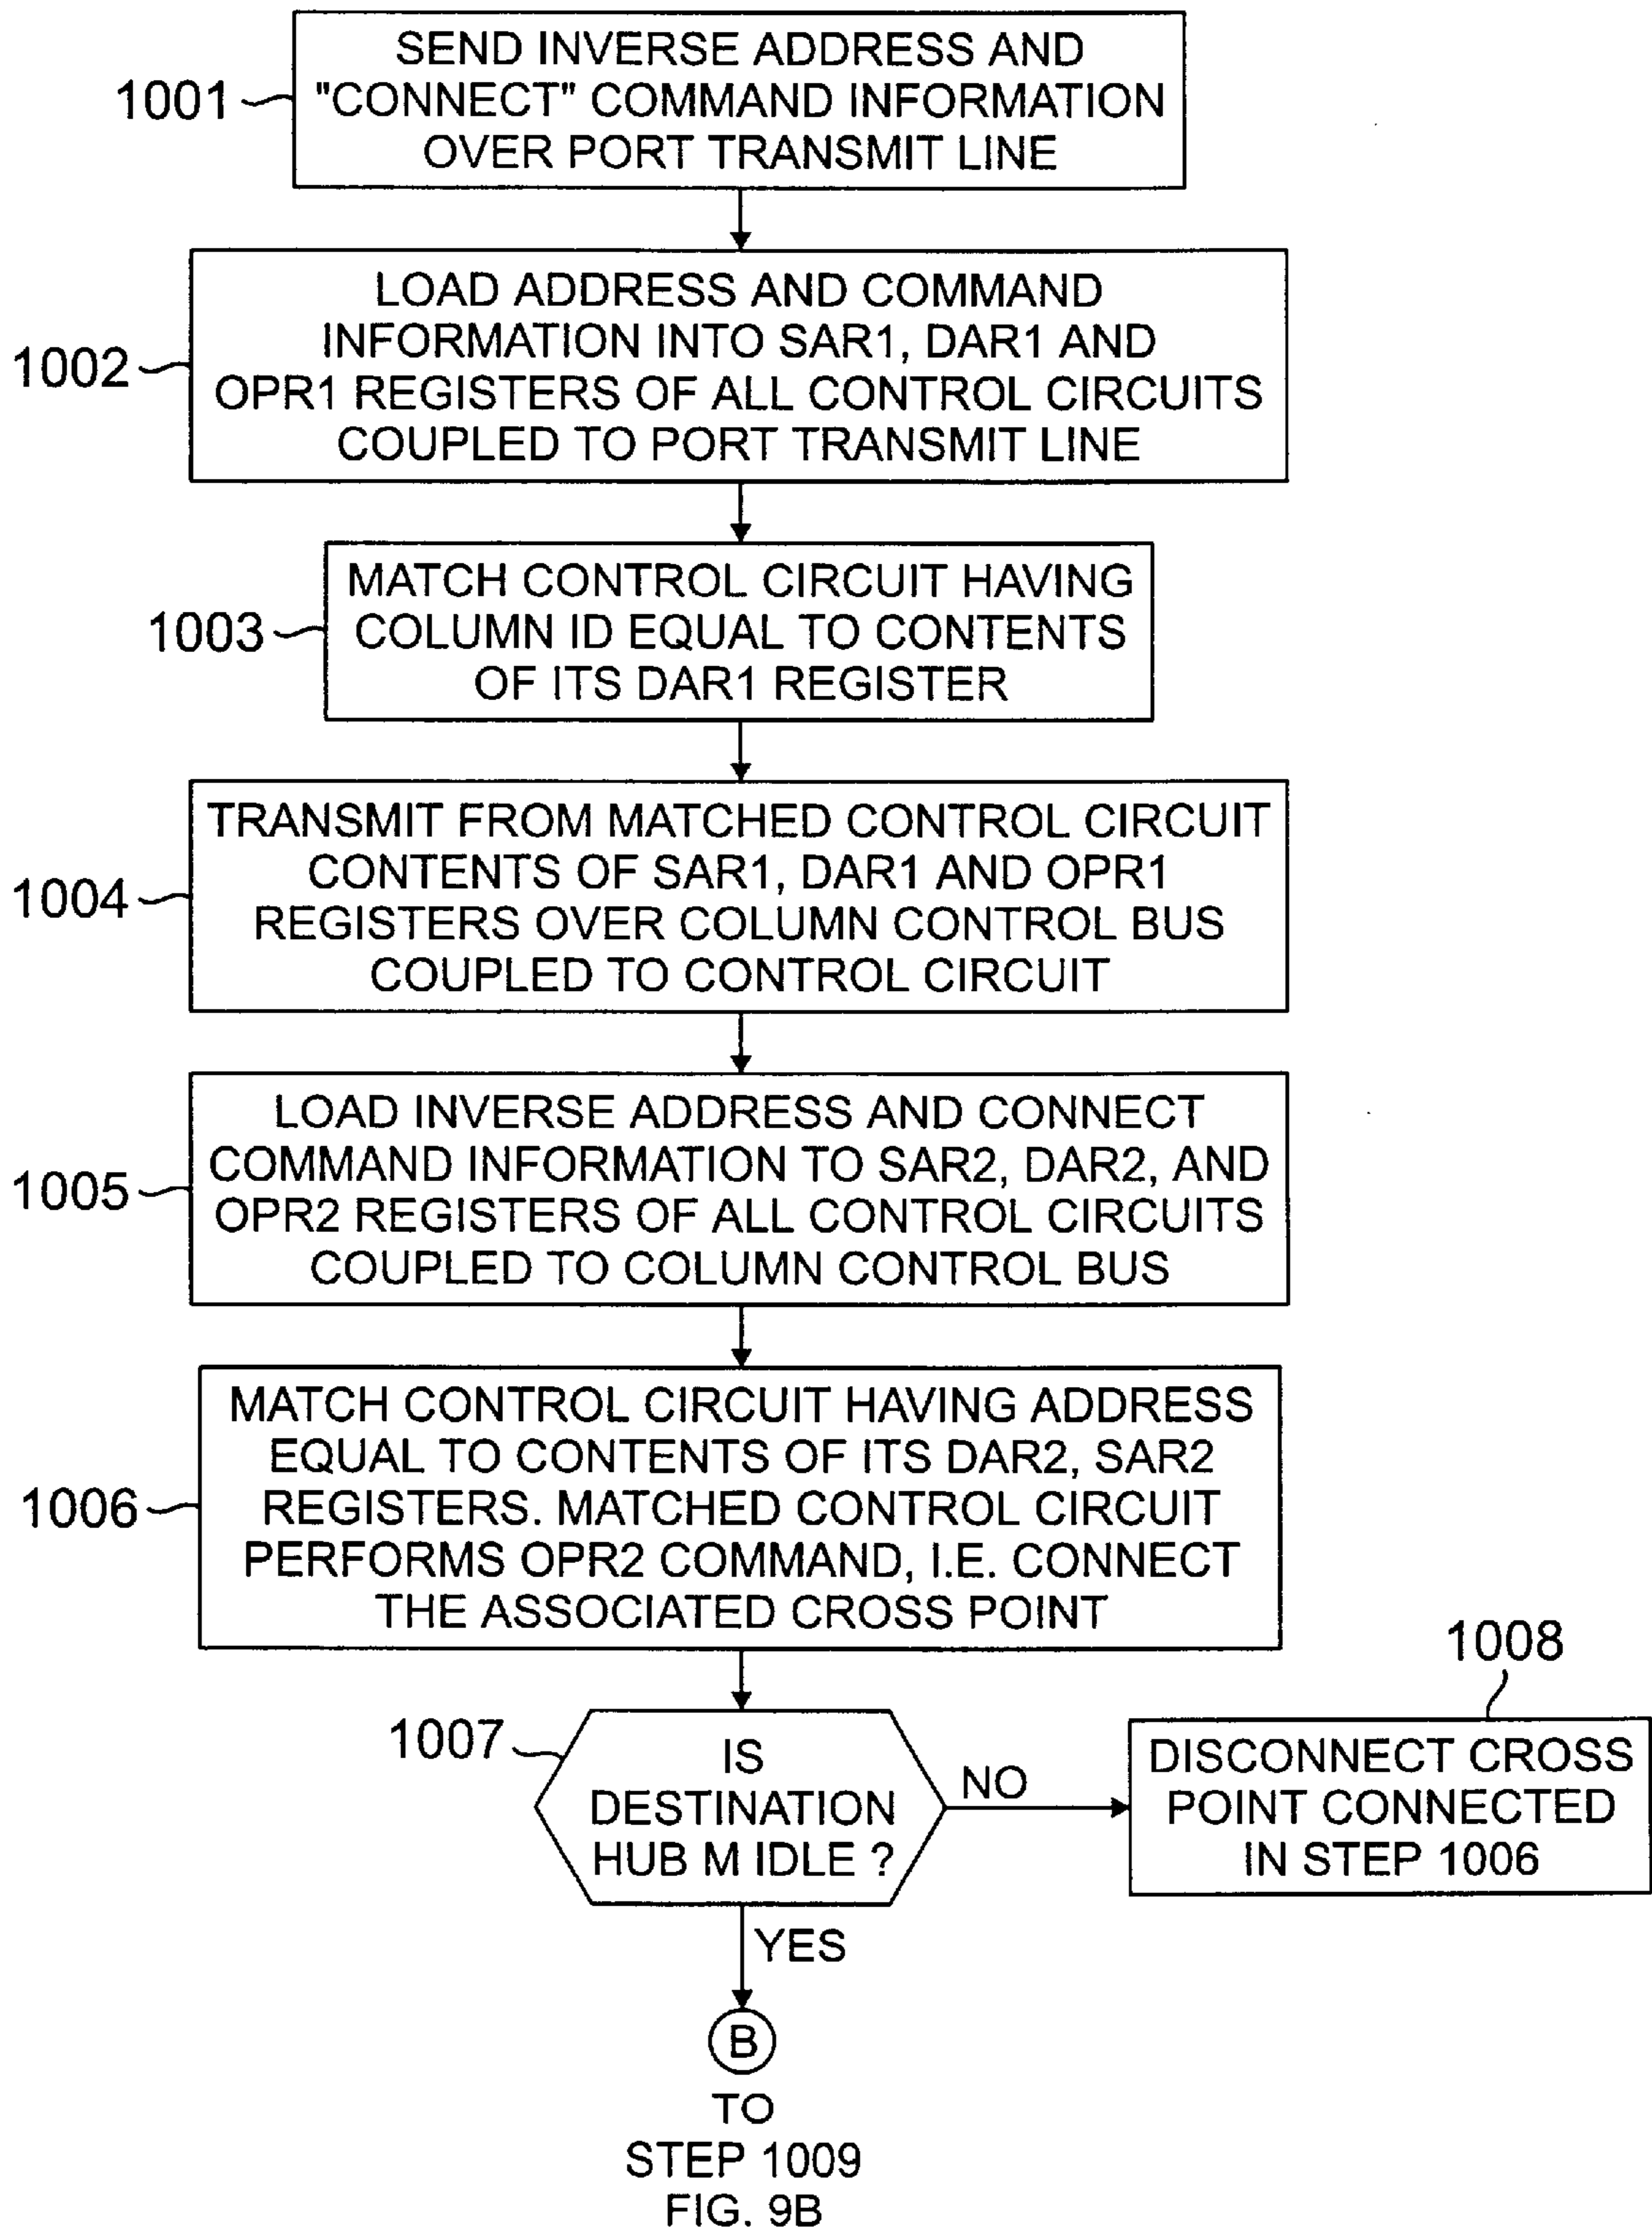 1001
SEND INVERSE ADDRESS AND
"CONNECT" COMMAND INFORMATION
OVER PORT TRANSMIT LINE
1002
LOAD ADDRESS AND COMMAND
INFORMATION INTO SAR1, DAR1 AND
OPR1 REGISTERS OF ALL CONTROL CIRCUITS
COUPLED TO PORT TRANSMIT LINE
1003
MATCH CONTROL CIRCUIT HAVING
COLUMN ID EQUAL TO CONTENTS
OF ITS DAR1 REGISTER
1004
TRANSMIT FROM MATCHED CONTROL CIRCUIT
CONTENTS OF SAR1, DAR1 AND OPR1
REGISTERS OVER COLUMN CONTROL BUS
COUPLED TO CONTROL CIRCUIT
1005
LOAD INVERSE ADDRESS AND CONNECT
COMMAND INFORMATION TO SAR2, DAR2, AND
OPR2 REGISTERS OF ALL CONTROL CIRCUITS
COUPLED TO COLUMN CONTROL BUS
1006
MATCH CONTROL CIRCUIT HAVING ADDRESS
EQUAL TO CONTENTS OF ITS DAR2, SAR2
REGISTERS. MATCHED CONTROL CIRCUIT
PERFORMS OPR2 COMMAND, I.E. CONNECT
THE ASSOCIATED CROSS POINT
1007
IS
DESTINATION
HUB M IDLE ?
NO
1008
DISCONNECT CROSS
POINT CONNECTED
IN STEP 1006
YES
B
TO
STEP 1009
FIG. 9B